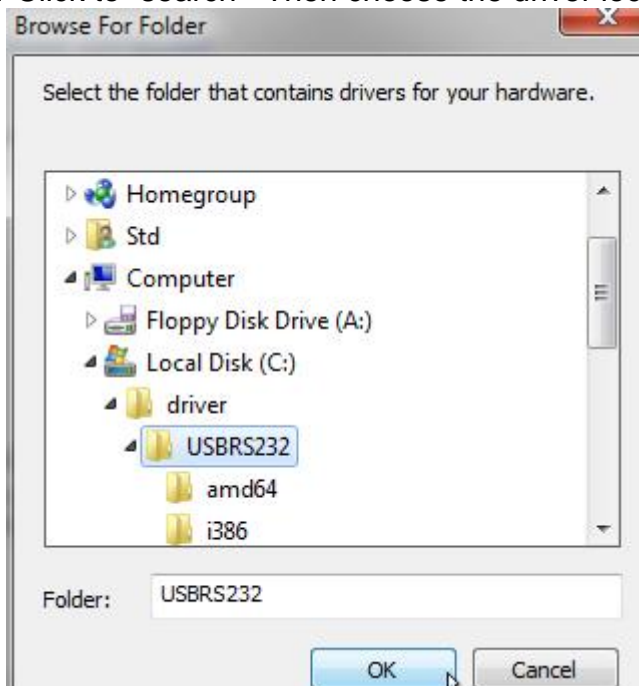 Browse For Folder
Select the folder that contains drivers for your hardware.
Homegroup
Std
Computer
Floppy Disk Drive (A:)
Local Disk (C:)
driver
USBRS232
amd64
i386
Folder: USBRS232
OK Cancel